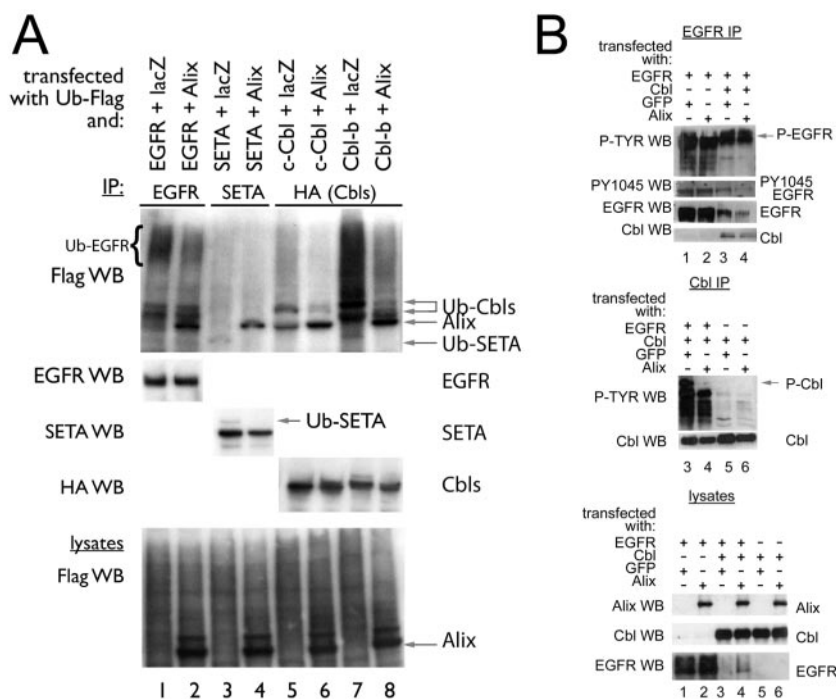 A
transfected
with Ub-Flag
and:
EGFR + lacZ
EGFR + Alix
SETA + lacZ
SETA + Alix
c-Cbl + lacZ
c-Cbl + Alix
Cbl-b + lacZ
Cbl-b + Alix
IP: EGFR SETA HA (Cbls)
Ub-EGFR
Flag WB
Ub-Cbls
Alix
Ub-SETA
EGFR WB EGFR
Ub-SETA
SETA WB SETA
HA WB Cbls
lysates
Flag WB
Alix
1 2 3 4 5 6 7 8
B
EGFR IP
transfected
with:
EGFR + + + +
Cbl - - + +
GFP + - + -
Alix - + - +
P-TYR WB P-EGFR
PY1045 WB PY1045
EGFR
EGFR WB EGFR
Cbl WB Cbl
1 2 3 4
Cbl IP
transfected
with:
EGFR + + - -
Cbl + + + +
GFP + - + -
Alix - + - +
P-Cbl
P-TYR WB
Cbl WB Cbl
3 4 5 6
lysates
transfected
with:
EGFR + + + + - -
Cbl - - + + + +
GFP + - + - + -
Alix - + - + - +
Alix WB Alix
Cbl WB Cbl
EGFR WB EGFR
1 2 3 4 5 6